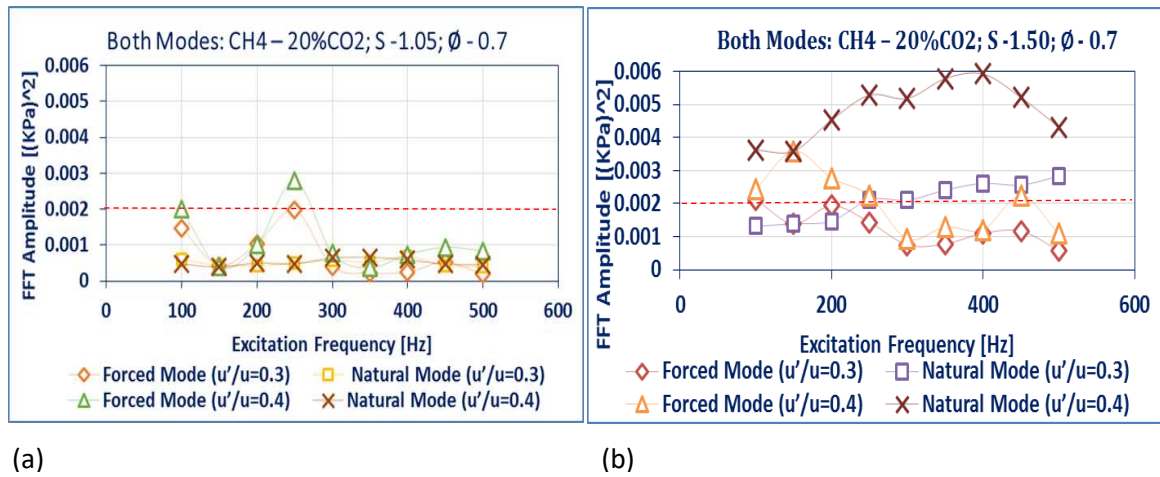 Both Modes: CH4 – 20%CO2; S -1.05; Ø - 0.7
FFT Amplitude [(KPa)^2]
0.006
0.005
0.004
0.003
0.002
0.001
0
0 100 200 300 400 500 600
Excitation Frequency [Hz]
Forced Mode (u'/u=0.3) Natural Mode (u'/u=0.3)
Forced Mode (u'/u=0.4) Natural Mode (u'/u=0.4)
(a)
Both Modes: CH4 – 20%CO2; S -1.50; Ø - 0.7
FFT Amplitude [(KPa)^2]
0.006
0.005
0.004
0.003
0.002
0.001
0
0 200 400 600
Excitation Frequency [Hz]
Forced Mode (u'/u=0.3) Natural Mode (u'/u=0.3)
Forced Mode (u'/u=0.4) Natural Mode (u'/u=0.4)
(b)